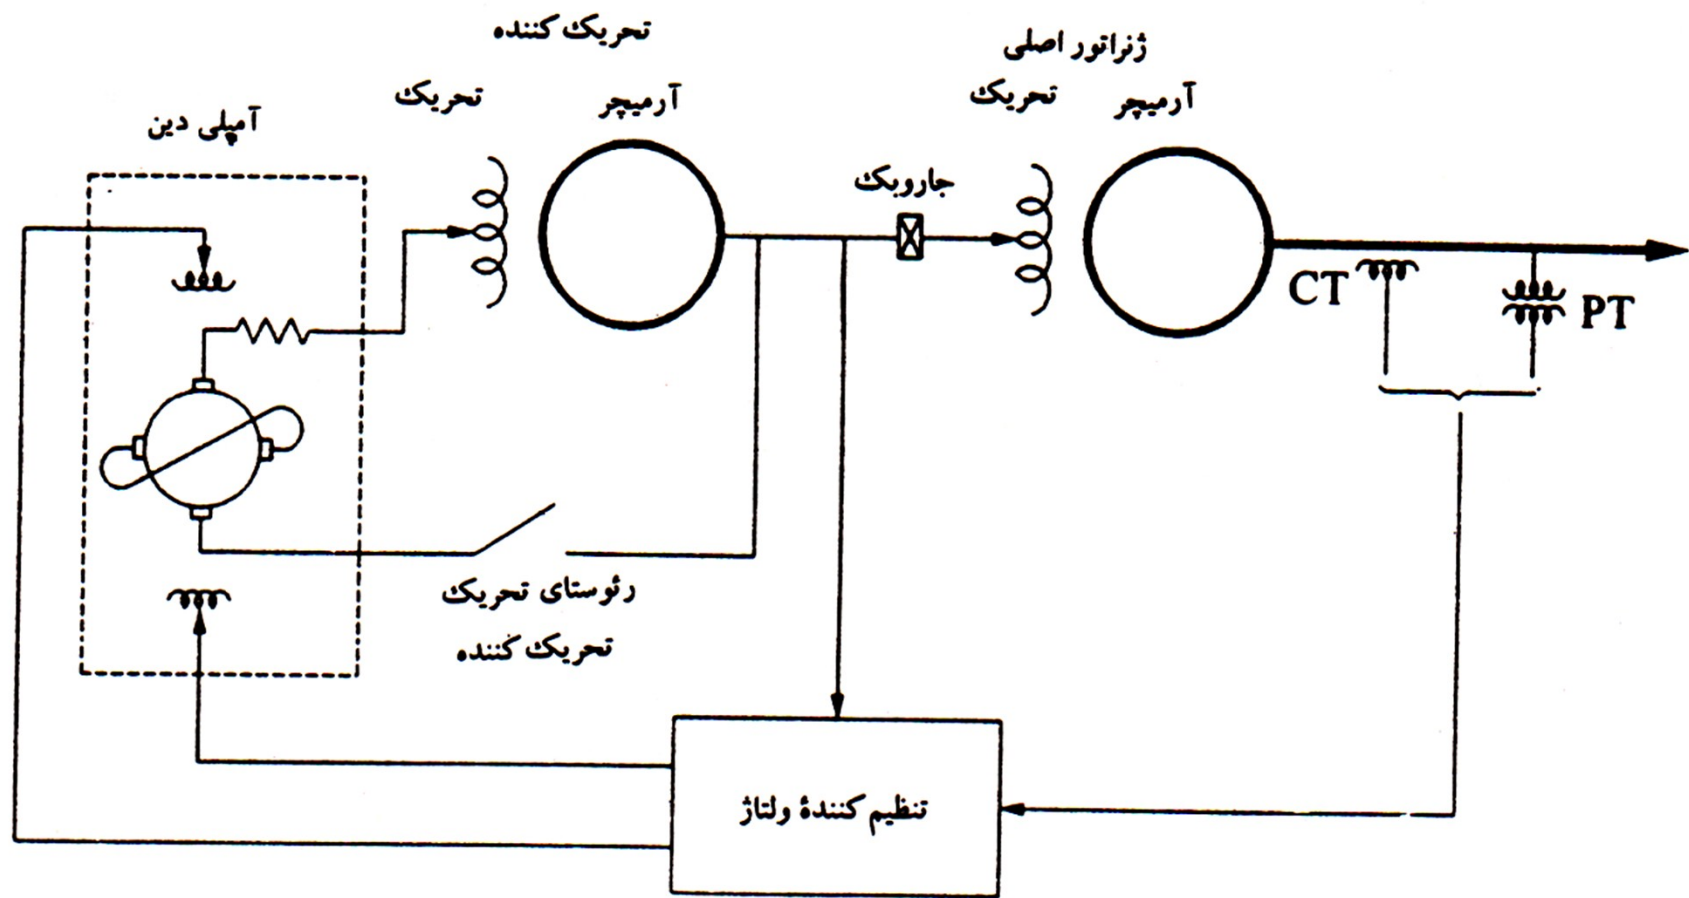 تحریک کننده
ژنراتور اصلی
تحریک
آرمیچر
تحریک
آرمیچر
آمپلی دین
جاروبک
CT
PT
رئوستای تحریک
تحریک کننده
تنظیم کنندهٔ ولتاژ